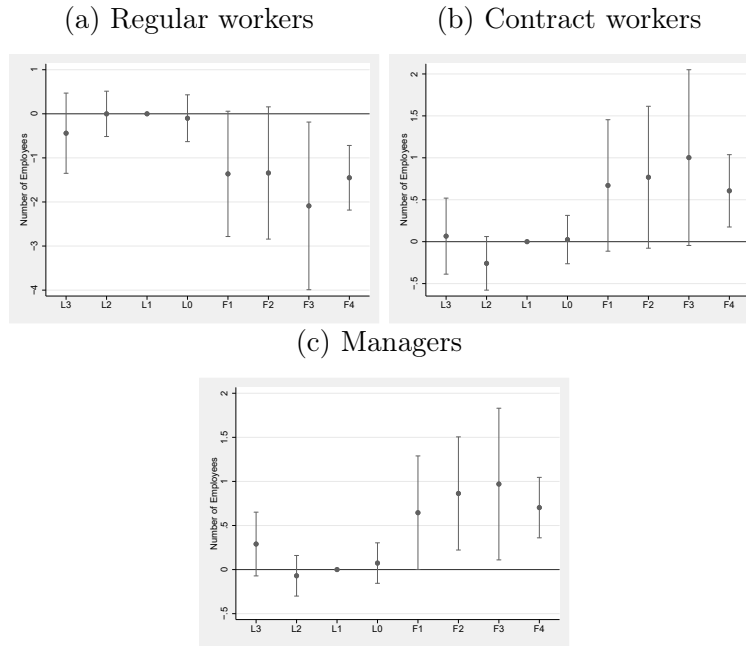 (a) Regular workers
Number of Employees
1
0
-1
-2
-3
-4
L3 L2 L1 L0 F1 F2 F3 F4
(b) Contract workers
Number of Employees
2
1.5
1
.5
0
-.5
L3 L2 L1 L0 F1 F2 F3 F4
(c) Managers
Number of Employees
2
1.5
1
.5
0
-.5
L3 L2 L1 L0 F1 F2 F3 F4